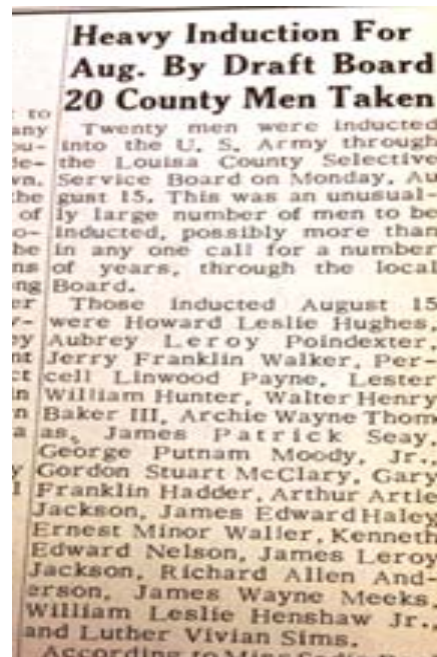 Heavy Induction For
Aug. By Draft Board
20 County Men Taken
Twenty men were inducted
into the U. S. Army through
the Louisa County Selective
Service Board on Monday, Au
gust 15. This was an unusual-
ly large number of men to be
inducted, possibly more than
in any one call for a number
of years, through the local
Board.
Those inducted August 15
were Howard Leslie Hughes,
Aubrey Leroy Poindexter,
Jerry Franklin Walker, Per-
cell Linwood Payne, Lester
William Hunter, Walter Henry
Baker III, Archie Wayne Thom
as, James Patrick Seay,
George Putnam Moody, Jr.,
Gordon Stuart McClary, Gary
Franklin Hadder, Arthur Artie
Jackson, James Edward Haley
Ernest Minor Waller, Kenneth
Edward Nelson, James Leroy
Jackson, Richard Allen And-
erson, James Wayne Meeks,
William Leslie Henshaw Jr.,
and Luther Vivian Sims.
According to Miss